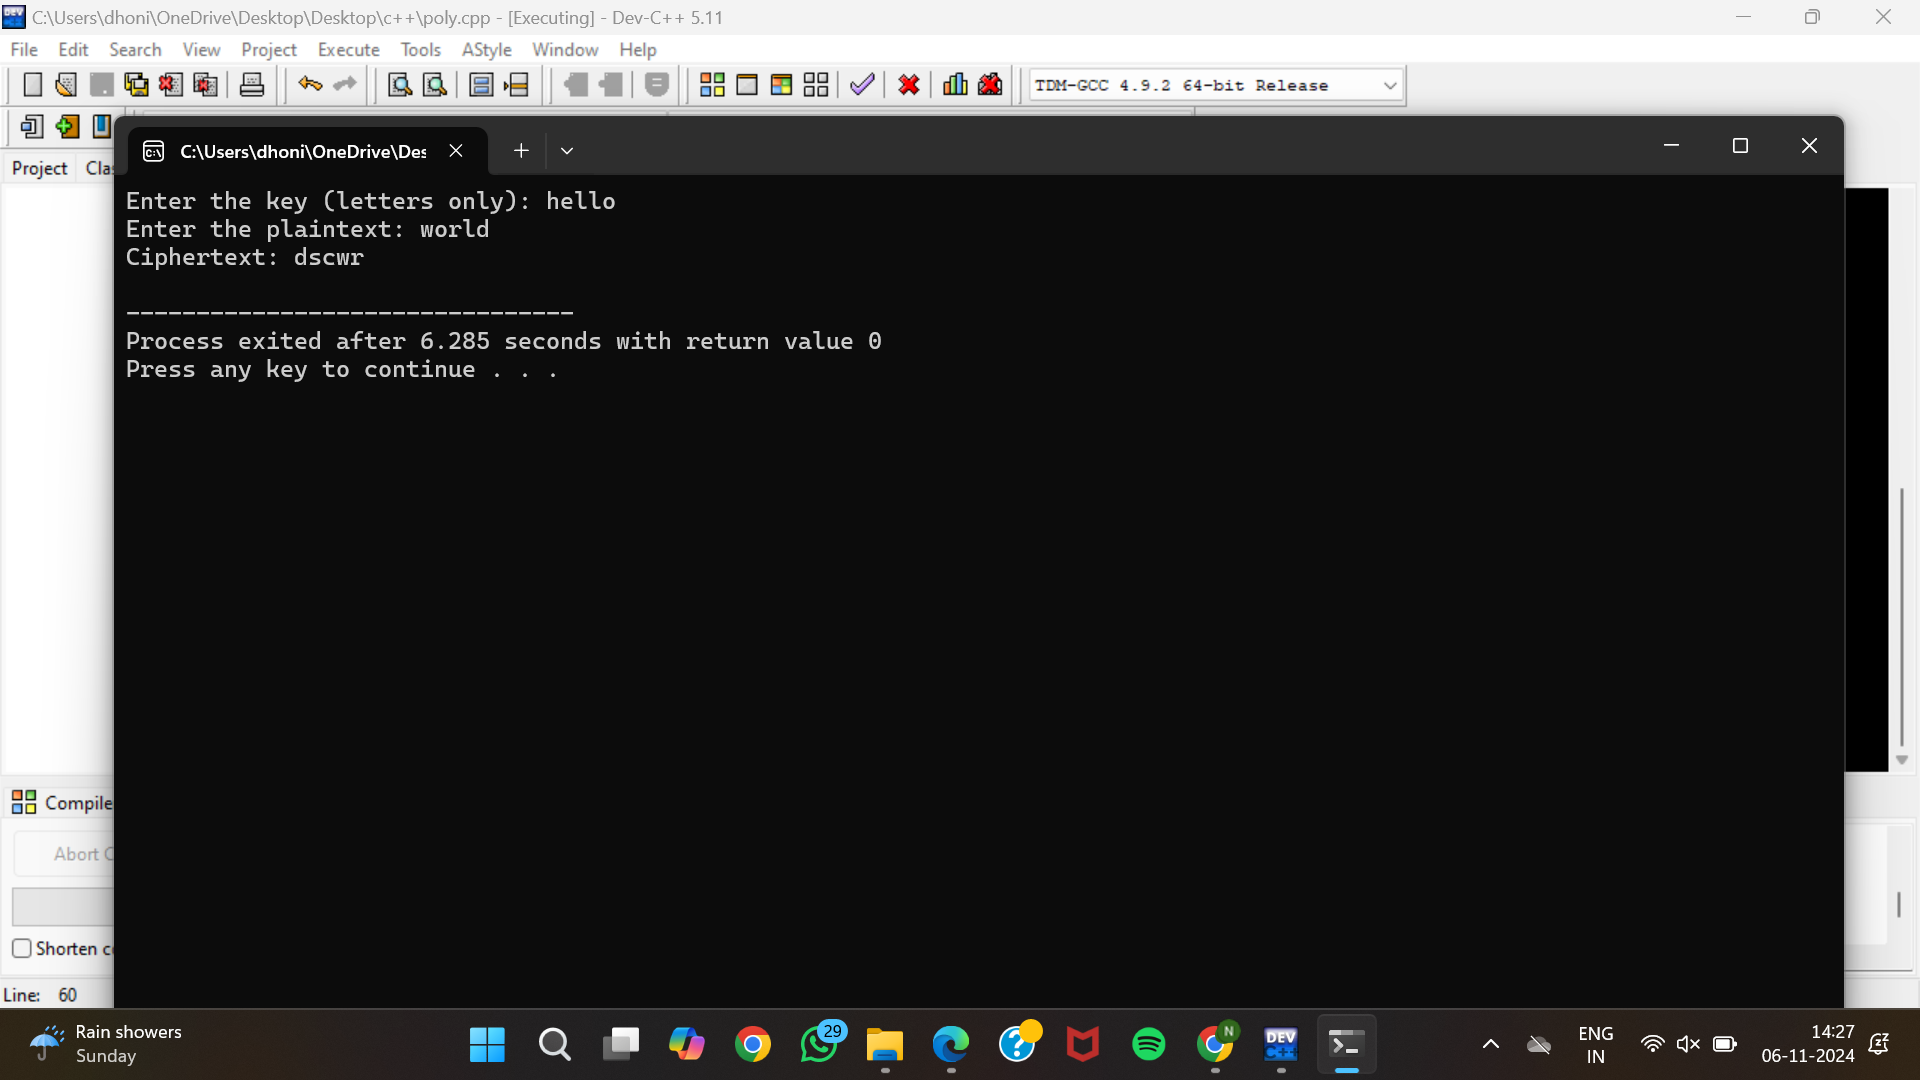 C:\Users\dhoni\OneDrive\Desktop\Desktop\c++\poly.cpp - [Executing] - Dev-C++ 5.11
File Edit Search View Project Execute Tools AStyle Window Help
TDM-GCC 4.9.2 64-bit Release
C:\Users\dhoni\OneDrive\Des
Project Clas
Enter the key (letters only): hello
Enter the plaintext: world
Ciphertext: dscwr
--------------------------------
Process exited after 6.285 seconds with return value 0
Press any key to continue . . .
Compile
Abort C
Shorten c
Line: 60
Rain showers
Sunday
29
N
DEV
C++
ENG
IN
14:27
06-11-2024